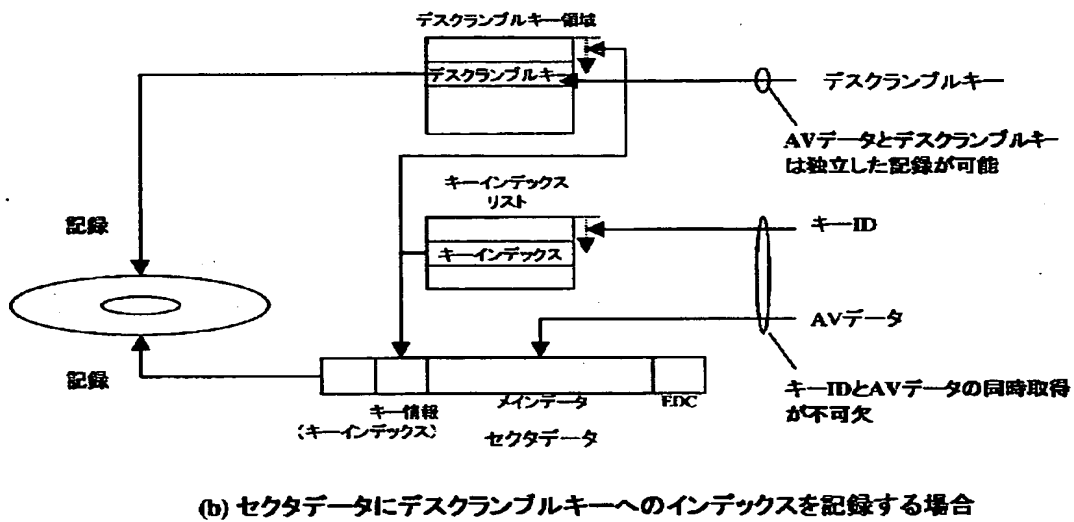 デスクランブルキー領域
デスクランブルキー
デスクランブルキー
AVデータとデスクランブルキー
は独立した記録が可能
キーインデックス
リスト
記録
キーID
キーインデックス
AVデータ
記録
キーIDとAVデータの同時取得
が不可欠
キー情報
(キーインデックス)
メインデータ
EDC
セクタデータ
(b) セクタデータにデスクランブルキーへのインデックスを記録する場合